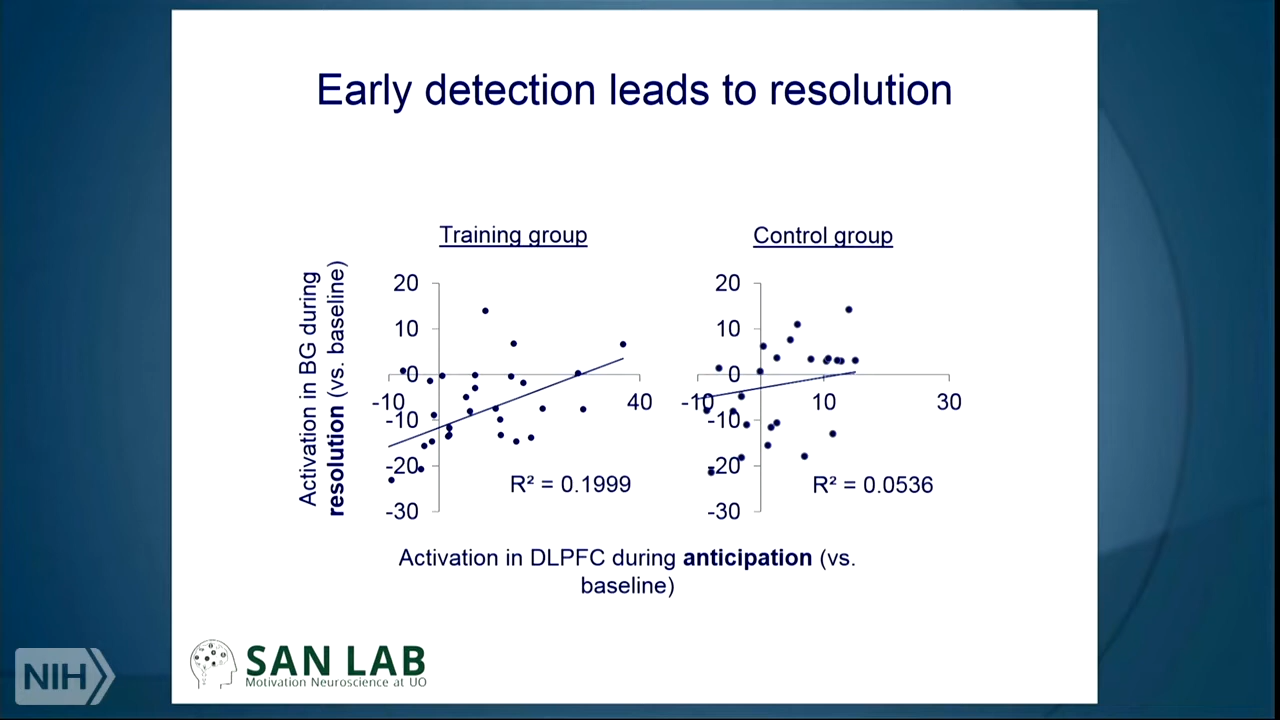 Early detection leads to resolution
Training group
Control group
Activation in BG during
resolution (vs. baseline)
20
10
0
-10
40
-10
-20
-30
R² = 0.1999
20
10
0
-10
10
30
-10
-20
-30
R² = 0.0536
Activation in DLPFC during anticipation (vs.
baseline)
SAN LAB
Motivation Neuroscience at UO
NIH